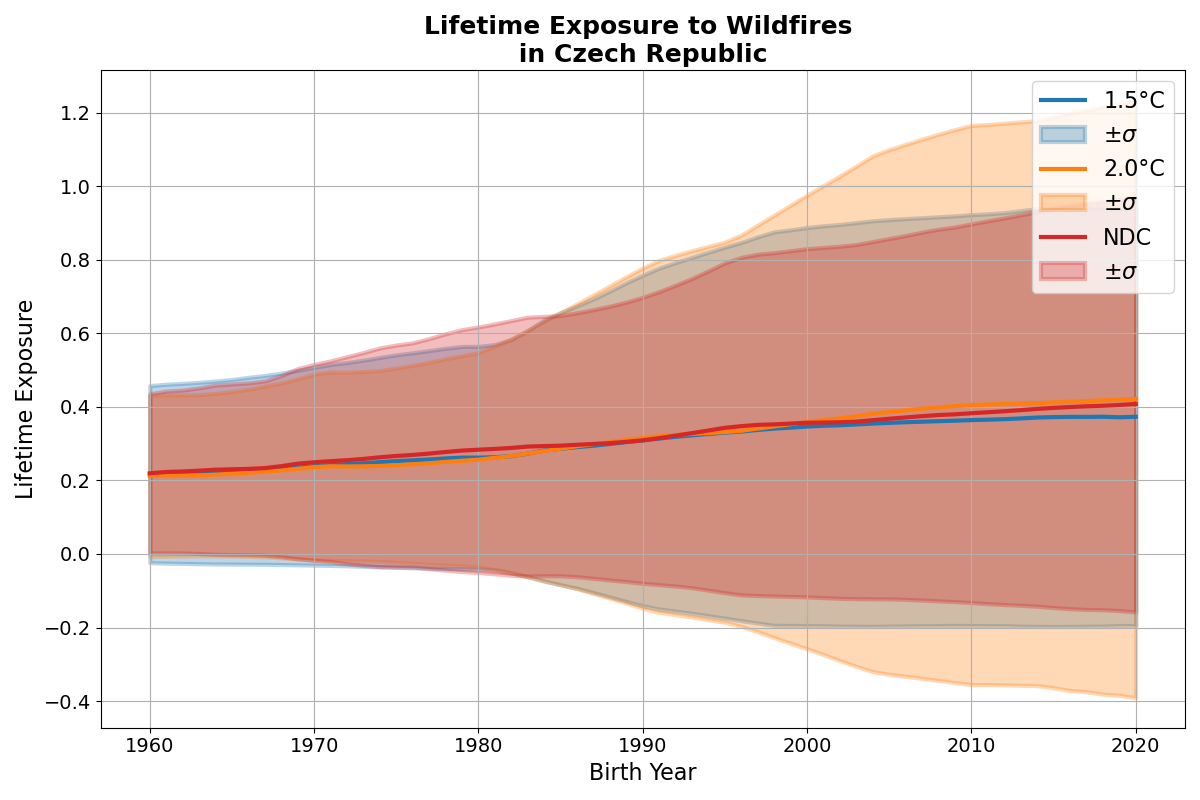 Lifetime Exposure to Wildfires
in Czech Republic
1.5°C
±σ
2.0°C
±σ
NDC
±σ
Lifetime Exposure
1.2
1.0
0.8
0.6
0.4
0.2
0.0
−0.2
−0.4
1960 1970 1980 1990 2000 2010 2020
Birth Year